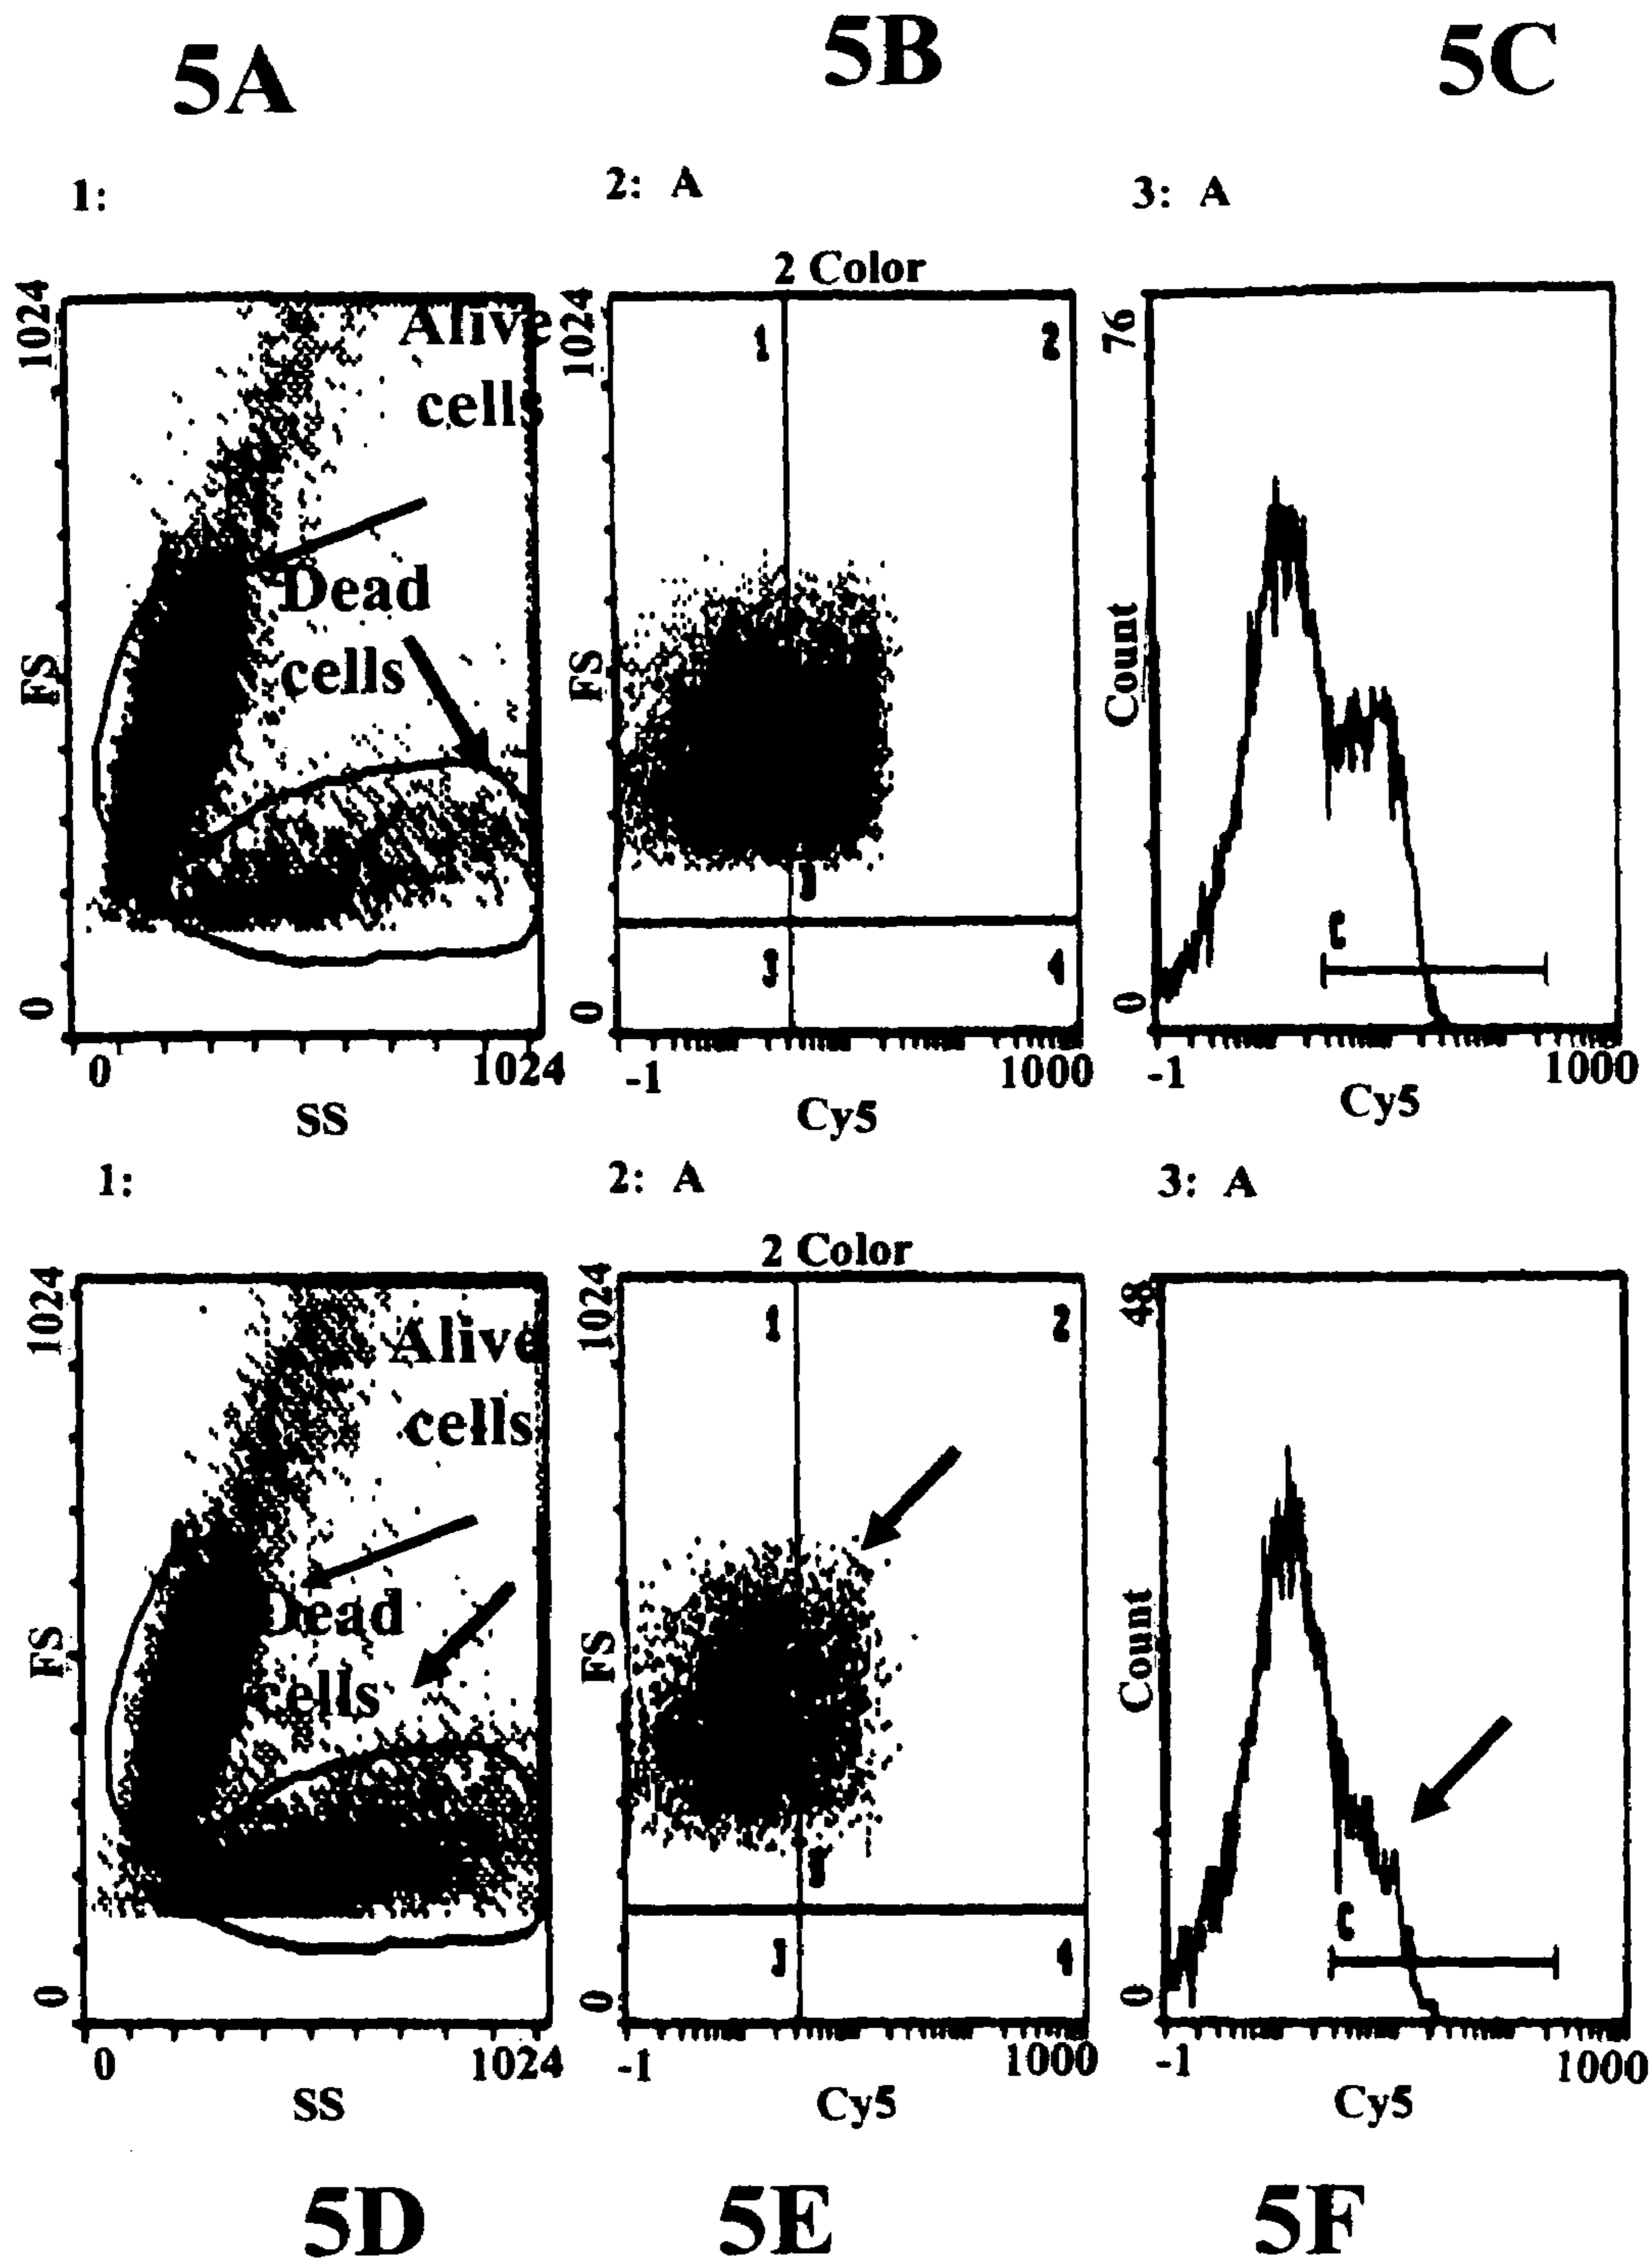 5A
5B
5C
1:
2: A
3: A
2 Color
1024
FS
0
Alive
cells
Dead
cells
0
1024
SS
1024
FS
0
1
2
3
4
-1
1000
Cy5
76
Count
0
C
-1
1000
Cy5
1:
2: A
3: A
2 Color
1024
FS
0
Alive
cells
Dead
cells
0
1024
SS
1024
FS
0
1
2
3
4
-1
1000
Cy5
48
Count
0
C
-1
1000
Cy5
5D
5E
5F